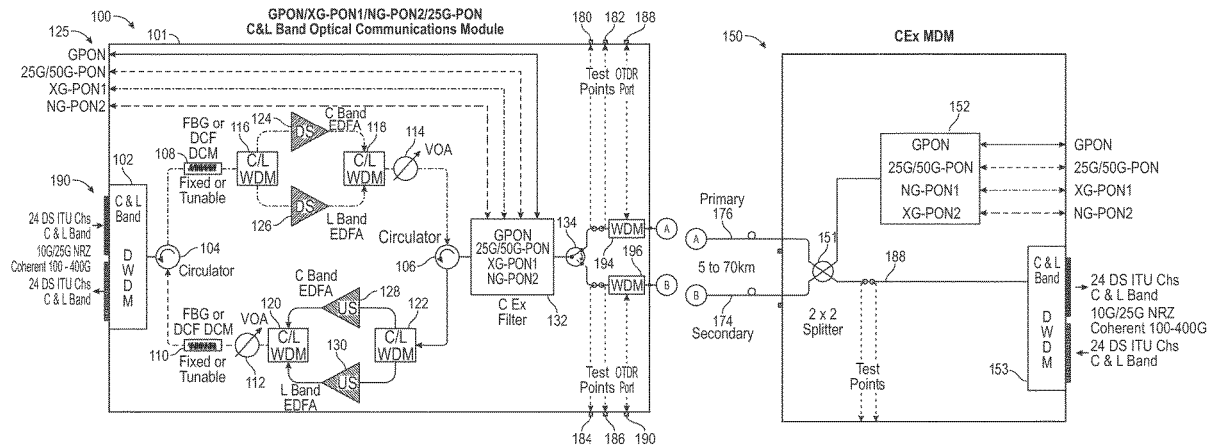 GPON/XG-PON1/NG-PON2/25G-PON
C&L Band Optical Communications Module
100
101
125
GPON
25G/50G-PON
XG-PON1
NG-PON2
180
182
188
Test Points
OTDR Port
FBG or
DCF
DCM
108
Fixed or
Tunable
116
C/L
WDM
124
DS
C Band
EDFA
118
C/L
WDM
114
VOA
DS
126
L Band
EDFA
102
190
C & L
Band
DWDM
24 DS ITU Chs
C & L Band
10G/25G NRZ
Coherent 100 - 400G
24 DS ITU Chs
C & L Band
104
Circulator
Circulator
106
GPON
25G/50G-PON
XG-PON1
NG-PON2
C Ex
Filter
132
134
WDM
194
196
WDM
A
B
FBG or
DCF DCM
110
Fixed or
Tunable
VOA
112
120
C/L
WDM
C Band
EDFA
US
128
122
C/L
WDM
130
US
L Band
EDFA
Test Points
OTDR Port
184
186
190
150
CEx MDM
Primary
176
A
5 to 70km
B
174
Secondary
151
2 x 2
Splitter
152
GPON
25G/50G-PON
NG-PON1
XG-PON2
GPON
25G/50G-PON
XG-PON1
NG-PON2
188
Test
Points
C & L
Band
DWDM
153
24 DS ITU Chs
C & L Band
10G/25G NRZ
Coherent 100-400G
24 DS ITU Chs
C & L Band